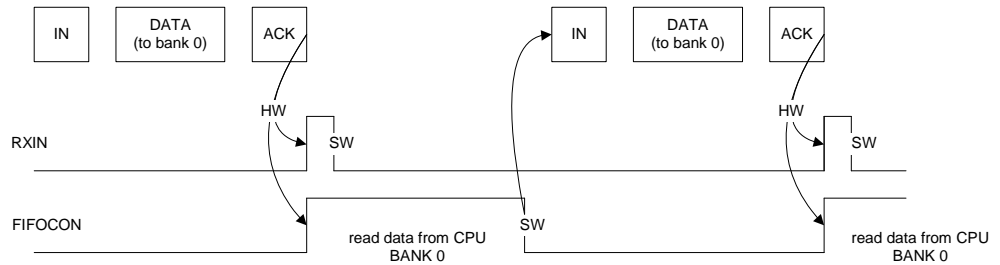 IN
DATA
(to bank 0)
ACK
IN
DATA
(to bank 0)
ACK
HW
HW
RXIN
SW
SW
FIFOCON
SW
read data from CPU
BANK 0
read data from CPU
BANK 0